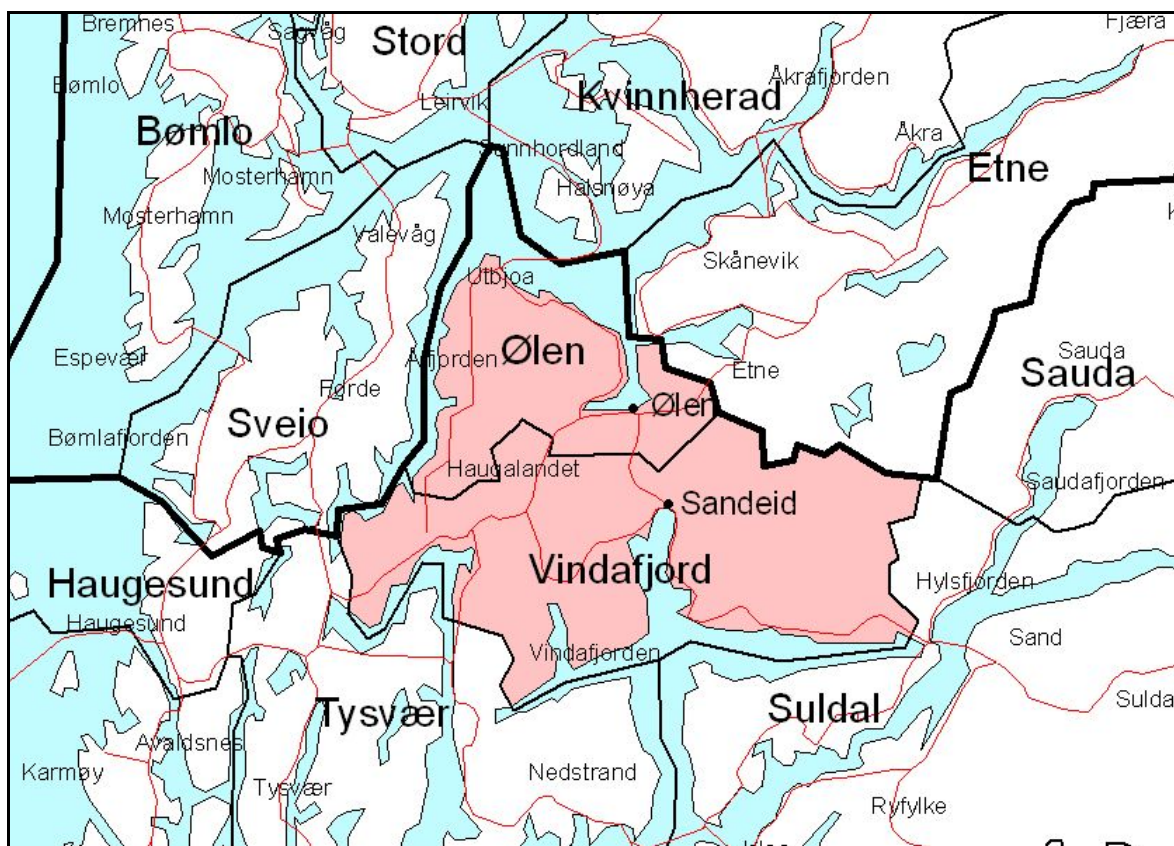 Bremnes
Sagvåg
Stord
Fjæra
Bømlo
Leirvik
Kvinnherad
Åkrafjorden
Bømlo
Åkra
Sunnhordland
Etne
Mosterhamn
Halsnøya
Mosterhamn
Valevåg
Skånevik
Utbjoa
Espevær
Ålfjorden
Ølen
Etne
Sauda
Sauda
Førde
Ølen
Sveio
Bømlafjorden
Haugalandet
Saudafjorden
Sandeid
Haugesund
Vindafjord
Hylsfjorden
Haugesund
Sand
Vindafjorden
Tysvær
Suldal
Avaldsnes
Karmøy
Tysvær
Nedstrand
Ryfylke